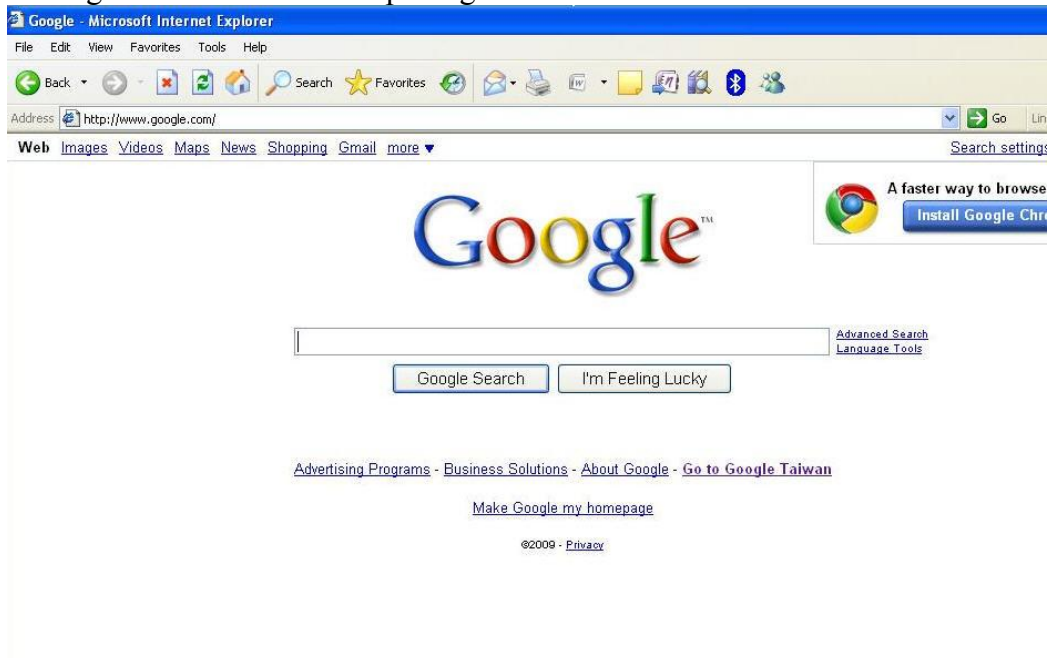 Google - Microsoft Internet Explorer
File Edit View Favorites Tools Help
Back Search Favorites
Address http://www.google.com/ Go
Web Images Videos Maps News Shopping Gmail more ▼ Search settings
A faster way to browse
Install Google Chr
Google™
Advanced Search
Language Tools
Google Search I'm Feeling Lucky
Advertising Programs - Business Solutions - About Google - Go to Google Taiwan
Make Google my homepage
©2009 - Privacy